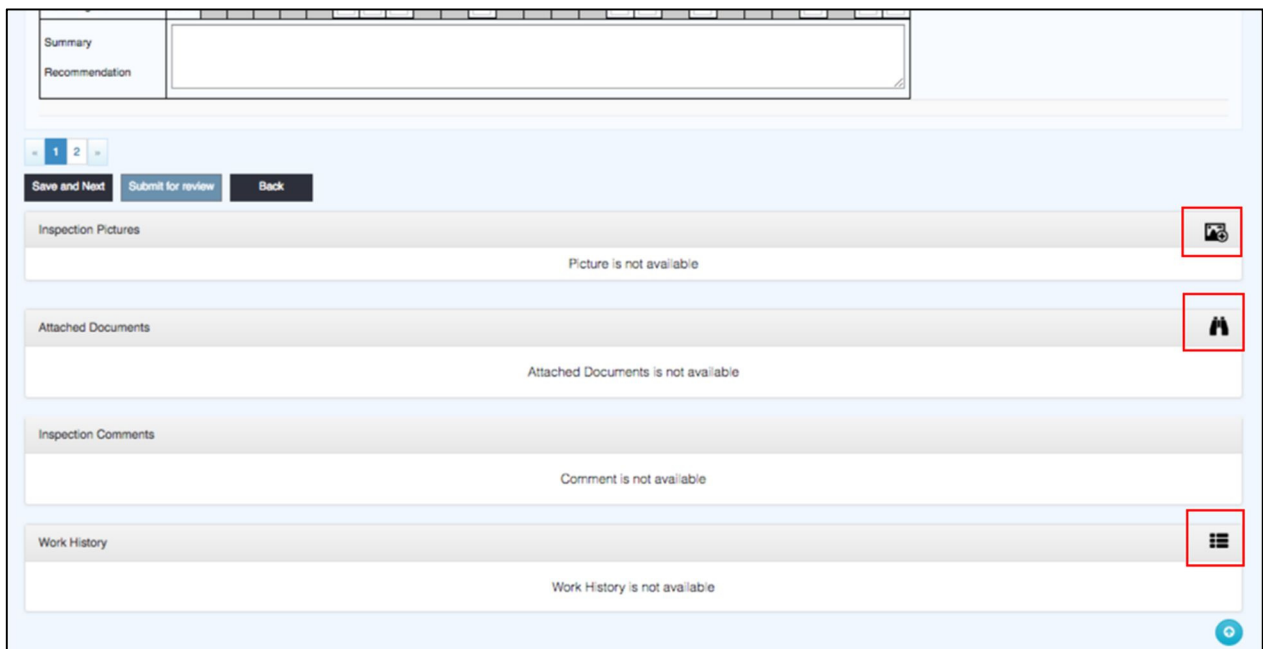 Summary
Recommendation
« 1 2 »
Save and Next Submit for review Back
Inspection Pictures
Picture is not available
Attached Documents
Attached Documents is not available
Inspection Comments
Comment is not available
Work History
Work History is not available